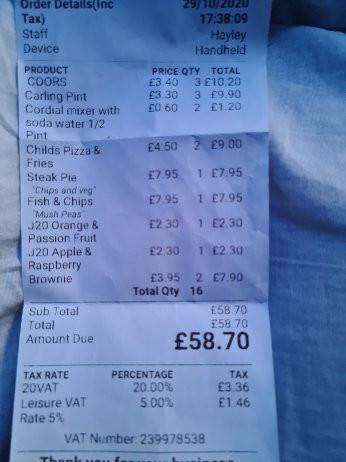 Order Details(Inc 29/10/2020
Tax) 17:38:09
Staff Hayley
Device Handheld
PRODUCT PRICE QTY TOTAL
COORS £3.40 3 £10.20
Carling Pint £3.30 3 £9.90
Cordial mixer with £0.60 2 £1.20
soda water 1/2
Pint
Childs Pizza & £4.50 2 £9.00
Fries
Steak Pie £7.95 1 £7.95
"Chips and veg"
Fish & Chips £7.95 1 £7.95
"Mush Peas"
J20 Orange & £2.30 1 £2.30
Passion Fruit
J20 Apple & £2.30 1 £2.30
Raspberry
Brownie £3.95 2 £7.90
Total Qty 16
Sub Total £58.70
Total £58.70
Amount Due £58.70
TAX RATE PERCENTAGE TAX
20VAT 20.00% £3.36
Leisure VAT 5.00% £1.46
Rate 5%
VAT Number: 239978538
Thank you for your business